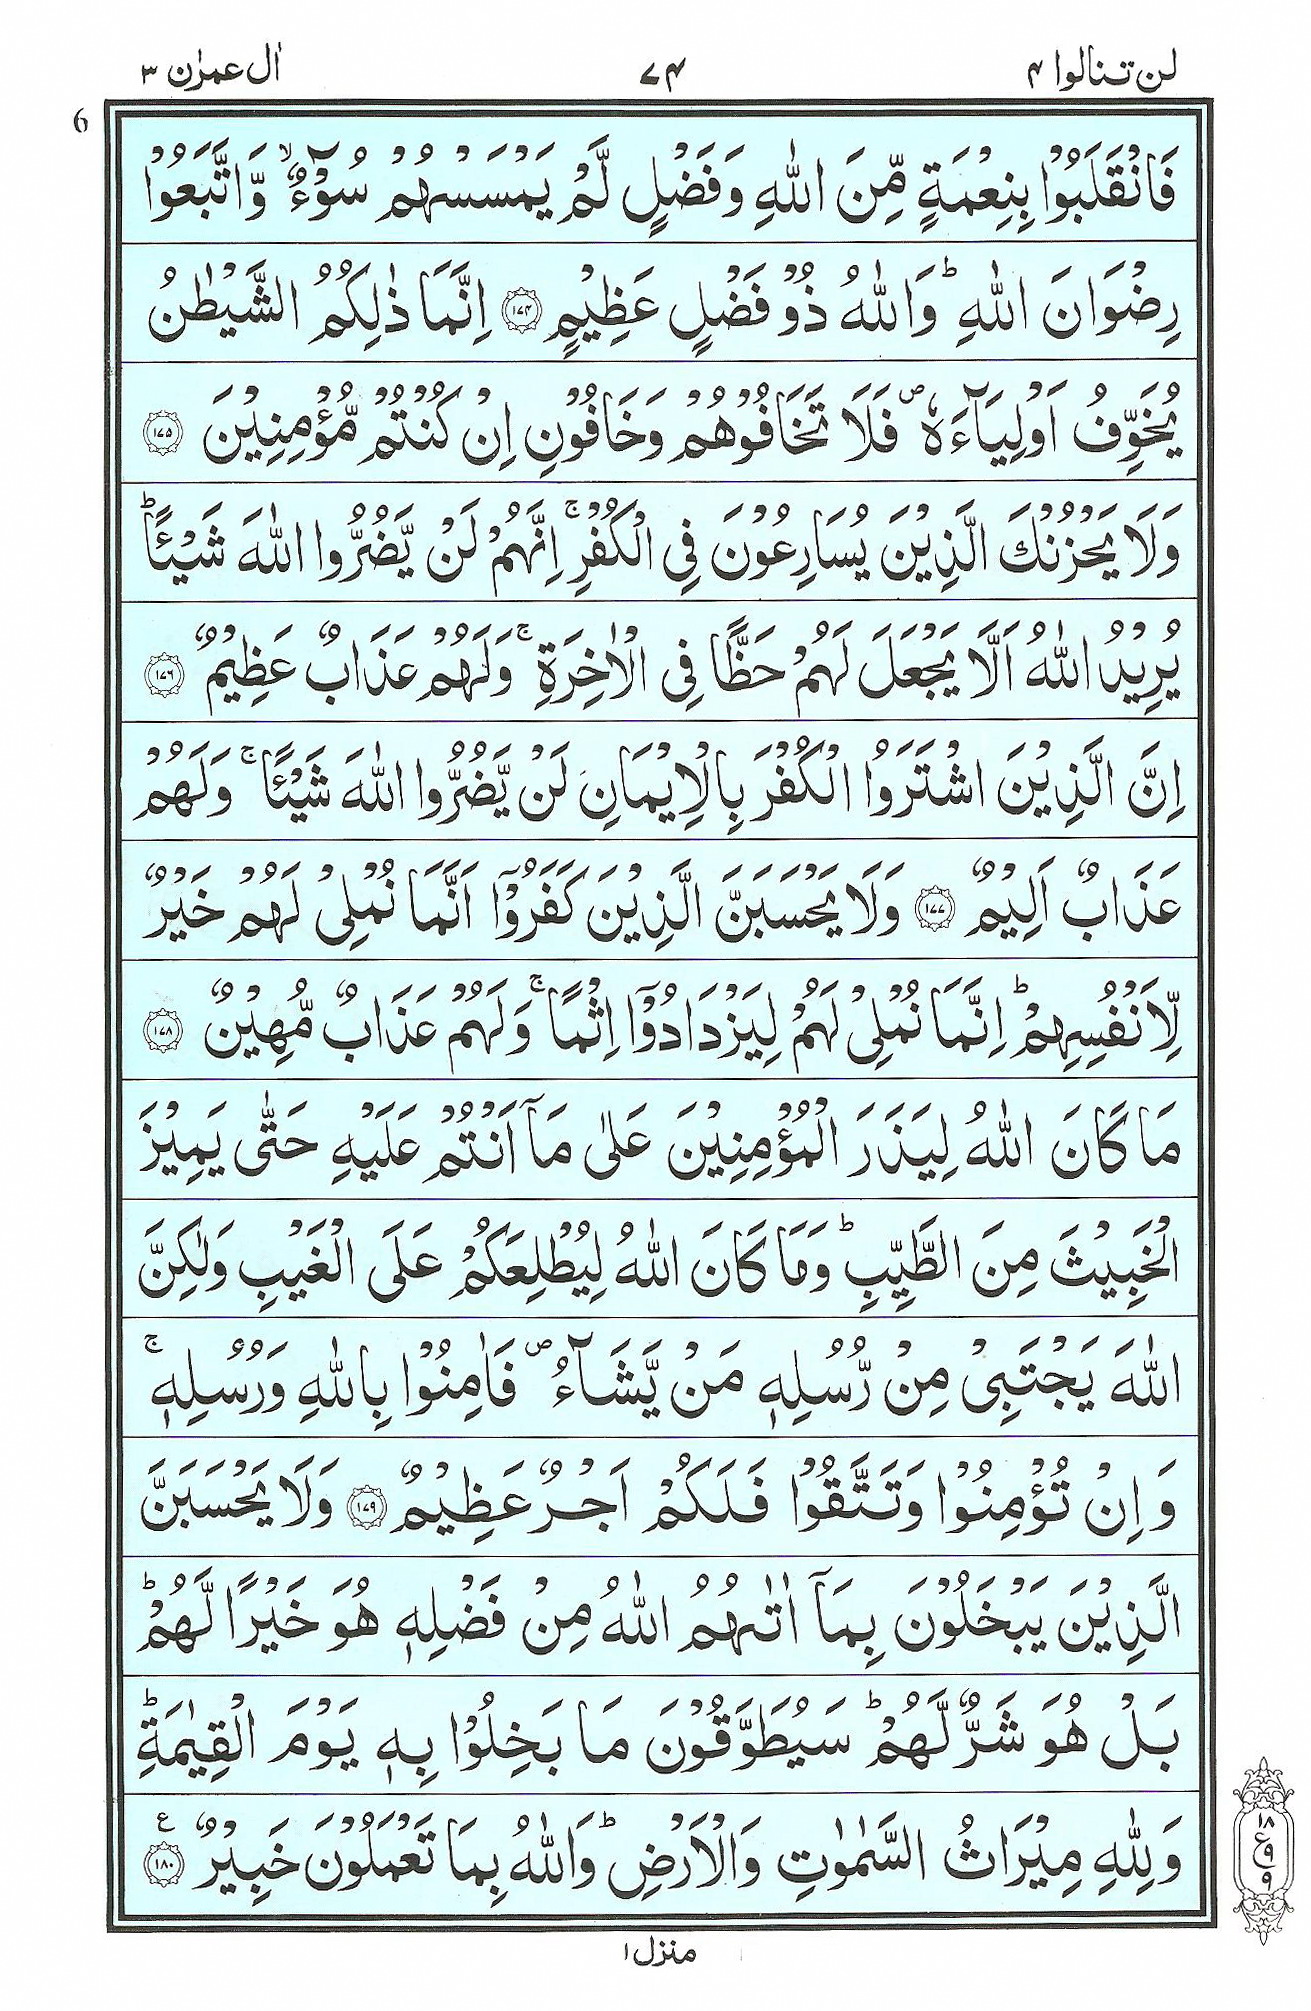 لن تنالوا ۴ ۷۴ اٰل عمرٰن ۳
6
فَانْقَلَبُوْا بِنِعْمَةٍ مِّنَ اللّٰهِ وَفَضْلٍ لَّمْ يَمْسَسْهُمْ سُوْٓءٌۙ وَّاتَّبَعُوْا
رِضْوَانَ اللّٰهِؕ وَاللّٰهُ ذُوْ فَضْلٍ عَظِيْمٍ ﴿۱۷۴﴾ اِنَّمَا ذٰلِكُمُ الشَّيْطٰنُ
يُخَوِّفُ اَوْلِيَآءَه۪ٗ فَلَا تَخَافُوْهُمْ وَخَافُوْنِ اِنْ كُنْتُمْ مُّؤْمِنِيْنَ ﴿۱۷۵﴾
وَلَا يَحْزُنْكَ الَّذِيْنَ يُسَارِعُوْنَ فِى الْكُفْرِۚ اِنَّهُمْ لَنْ يَّضُرُّوا اللّٰهَ شَيْـًٔاؕ
يُرِيْدُ اللّٰهُ اَلَّا يَجْعَلَ لَهُمْ حَظًّا فِى الْاٰخِرَةِۚ وَلَهُمْ عَذَابٌ عَظِيْمٌ ﴿۱۷۶﴾
اِنَّ الَّذِيْنَ اشْتَرَوُا الْكُفْرَ بِالْاِيْمَانِ لَنْ يَّضُرُّوا اللّٰهَ شَيْـًٔاۚ وَلَهُمْ
عَذَابٌ اَلِيْمٌ ﴿۱۷۷﴾ وَلَا يَحْسَبَنَّ الَّذِيْنَ كَفَرُوْۤا اَنَّمَا نُمْلِىْ لَهُمْ خَيْرٌ
لِّاَنْفُسِهِمْؕ اِنَّمَا نُمْلِىْ لَهُمْ لِيَزْدَادُوْۤا اِثْمًاۚ وَلَهُمْ عَذَابٌ مُّهِيْنٌ ﴿۱۷۸﴾
مَا كَانَ اللّٰهُ لِيَذَرَ الْمُؤْمِنِيْنَ عَلٰى مَاۤ اَنْتُمْ عَلَيْهِ حَتّٰى يَمِيْزَ
الْخَبِيْثَ مِنَ الطَّيِّبِؕ وَمَا كَانَ اللّٰهُ لِيُطْلِعَكُمْ عَلَى الْغَيْبِ وَلٰكِنَّ
اللّٰهَ يَجْتَبِىْ مِنْ رُّسُلِهٖ مَنْ يَّشَآءُ۪ فَاٰمِنُوْا بِاللّٰهِ وَرُسُلِهٖۚ
وَاِنْ تُؤْمِنُوْا وَتَتَّقُوْا فَلَكُمْ اَجْرٌ عَظِيْمٌ ﴿۱۷۹﴾ وَلَا يَحْسَبَنَّ
الَّذِيْنَ يَبْخَلُوْنَ بِمَاۤ اٰتٰىهُمُ اللّٰهُ مِنْ فَضْلِهٖ هُوَ خَيْرًا لَّهُمْؕ
بَلْ هُوَ شَرٌّ لَّهُمْؕ سَيُطَوَّقُوْنَ مَا بَخِلُوْا بِهٖ يَوْمَ الْقِيٰمَةِؕ
وَلِلّٰهِ مِيْرَاثُ السَّمٰوٰتِ وَالْاَرْضِؕ وَاللّٰهُ بِمَا تَعْمَلُوْنَ خَبِيْرٌ ﴿۱۸۰﴾ ع
۱۸
ع ۹
۹
منزل ۱